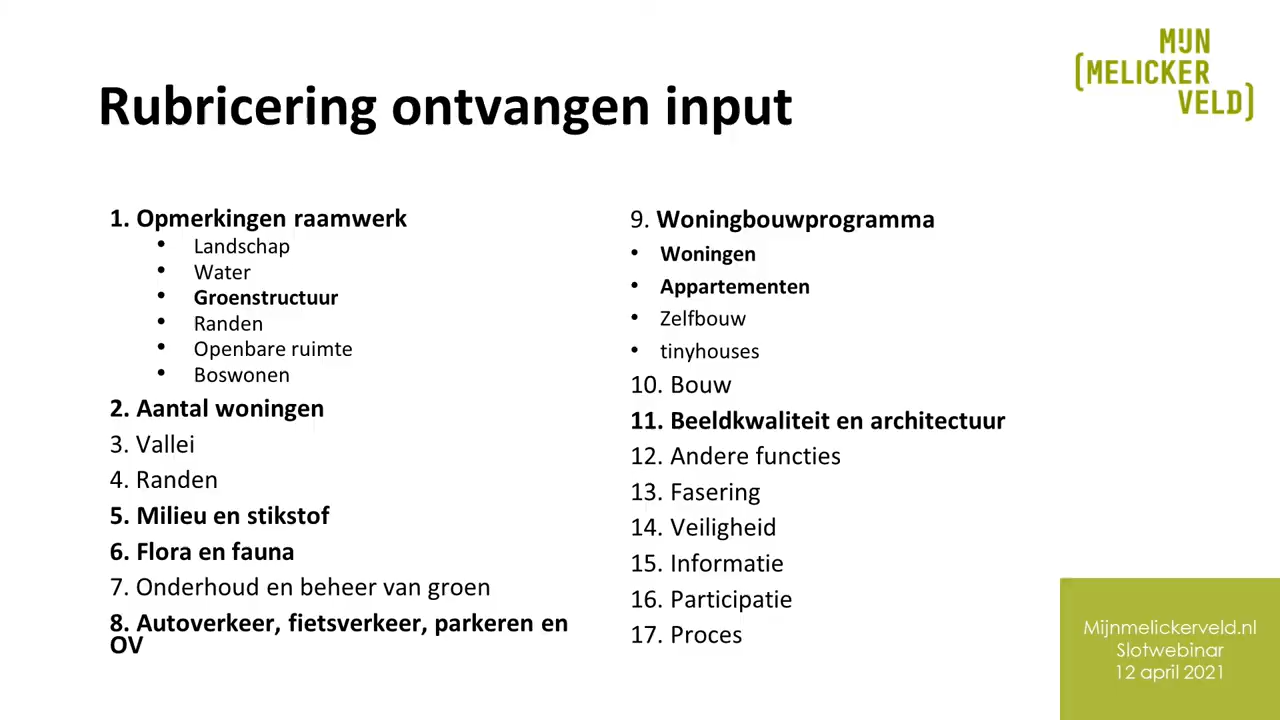 MIJN
(MELICKER
VELD)
Rubricering ontvangen input
1. Opmerkingen raamwerk
• Landschap
• Water
• Groenstructuur
• Randen
• Openbare ruimte
• Boswonen
2. Aantal woningen
3. Vallei
4. Randen
5. Milieu en stikstof
6. Flora en fauna
7. Onderhoud en beheer van groen
8. Autoverkeer, fietsverkeer, parkeren en
OV
9. Woningbouwprogramma
• Woningen
• Appartementen
• Zelfbouw
• tinyhouses
10. Bouw
11. Beeldkwaliteit en architectuur
12. Andere functies
13. Fasering
14. Veiligheid
15. Informatie
16. Participatie
17. Proces
Mijnmelickerveld.nl
Slotwebinar
12 april 2021